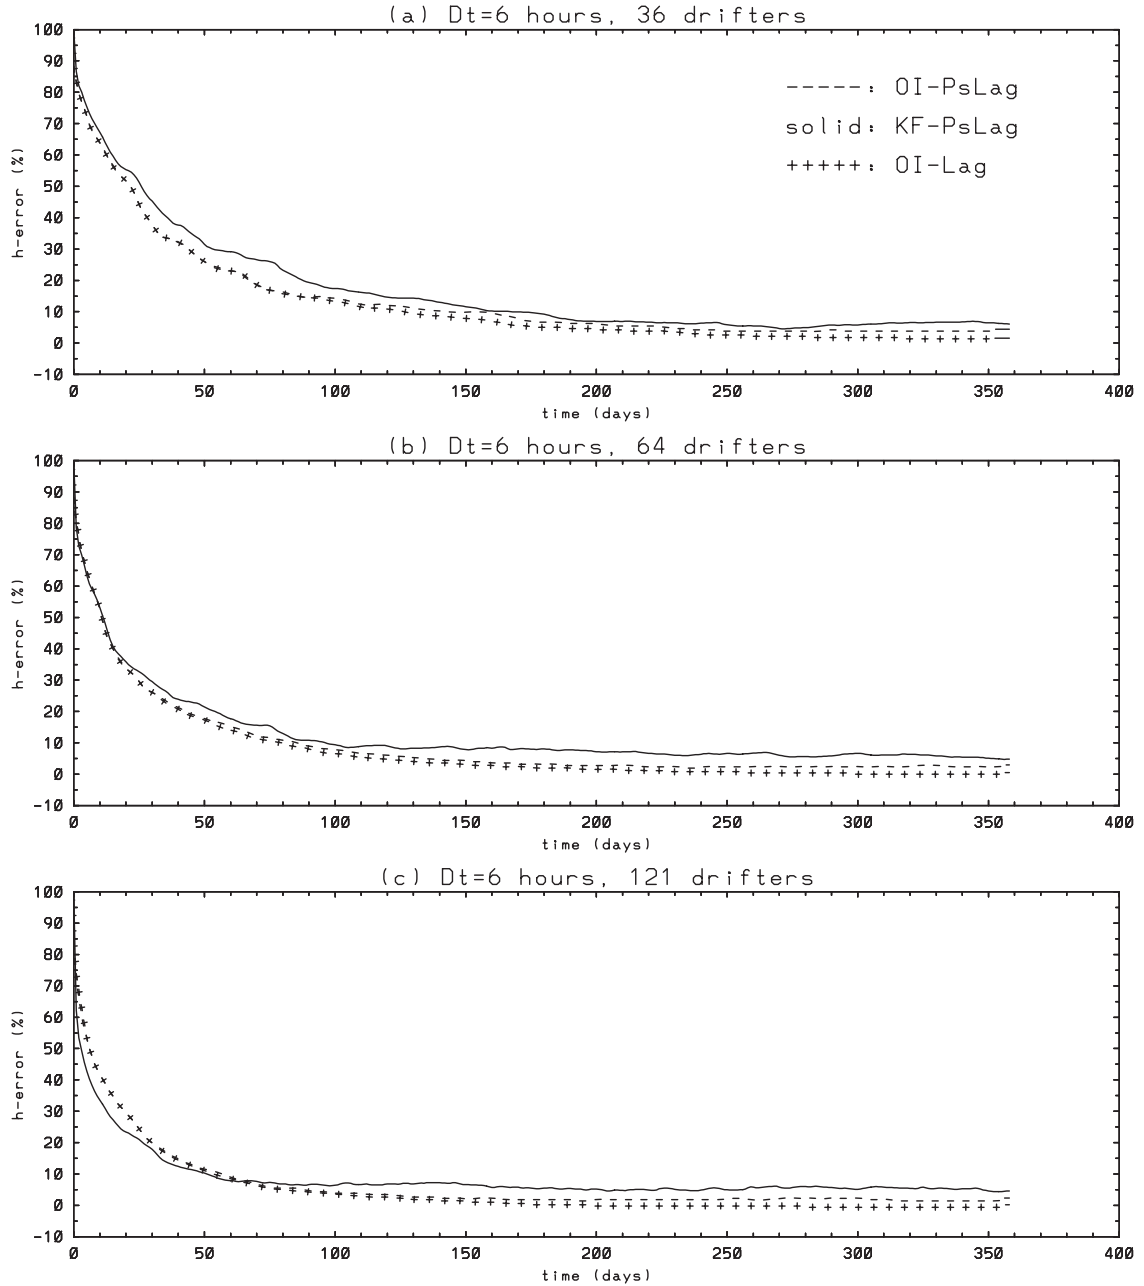 (a) Dt=6 hours, 36 drifters
100
90
80
70
60
50
40
30
20
10
0
-10
h-error (%)
-----: OI-PsLag
solid: KF-PsLag
+++++: OI-Lag
0 50 100 150 200 250 300 350 400
time (days)
(b) Dt=6 hours, 64 drifters
100
90
80
70
60
50
40
30
20
10
0
-10
h-error (%)
0 50 100 150 200 250 300 350 400
time (days)
(c) Dt=6 hours, 121 drifters
100
90
80
70
60
50
40
30
20
10
0
-10
h-error (%)
0 50 100 150 200 250 300 350 400
time (days)